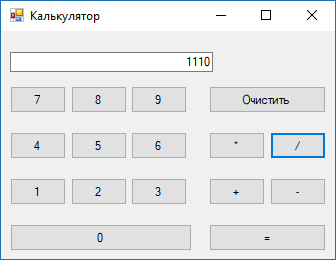 Калькулятор
1110
7 8 9 Очистить
4 5 6 * /
1 2 3 + -
0 =